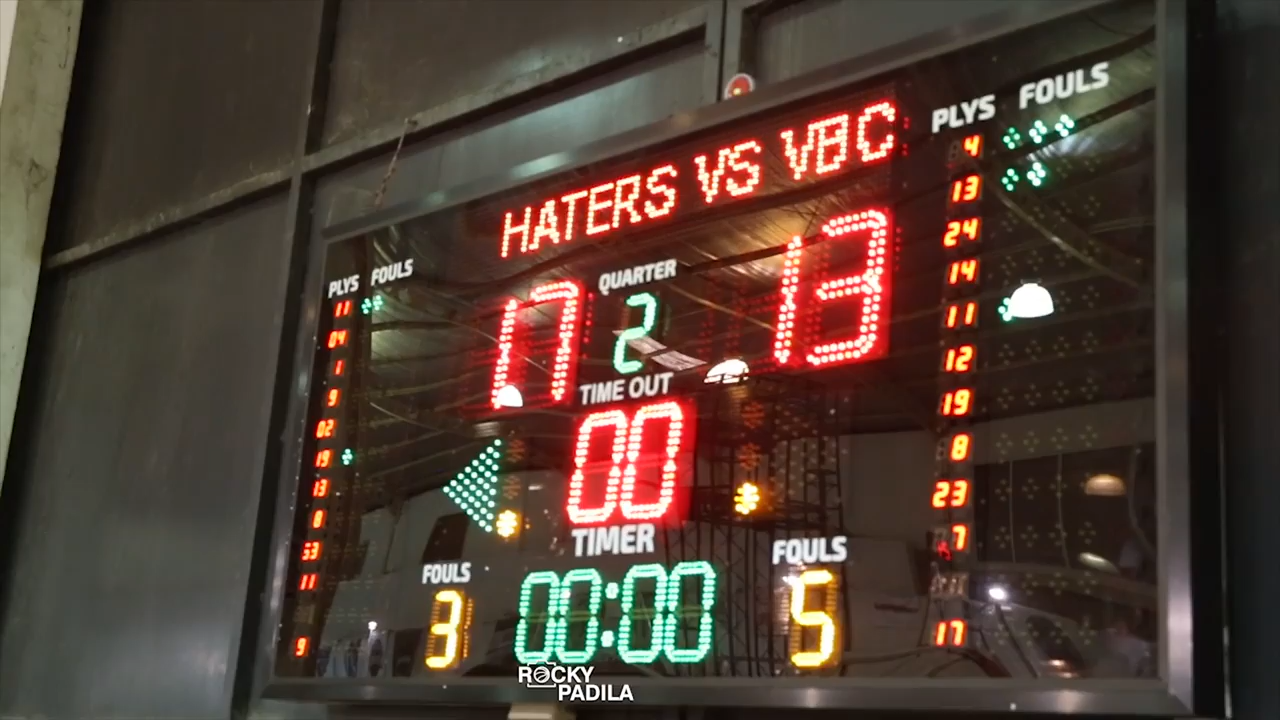 HATERS VS VBC
PLYS FOULS
11
04
1
9
02
19
13
8
53
11
9
17
QUARTER
2
13
TIME OUT
00
TIMER
00:00
FOULS
3
FOULS
5
PLYS FOULS
4
13
24
14
11
12
19
8
23
7
17
ROCKY
PADILA